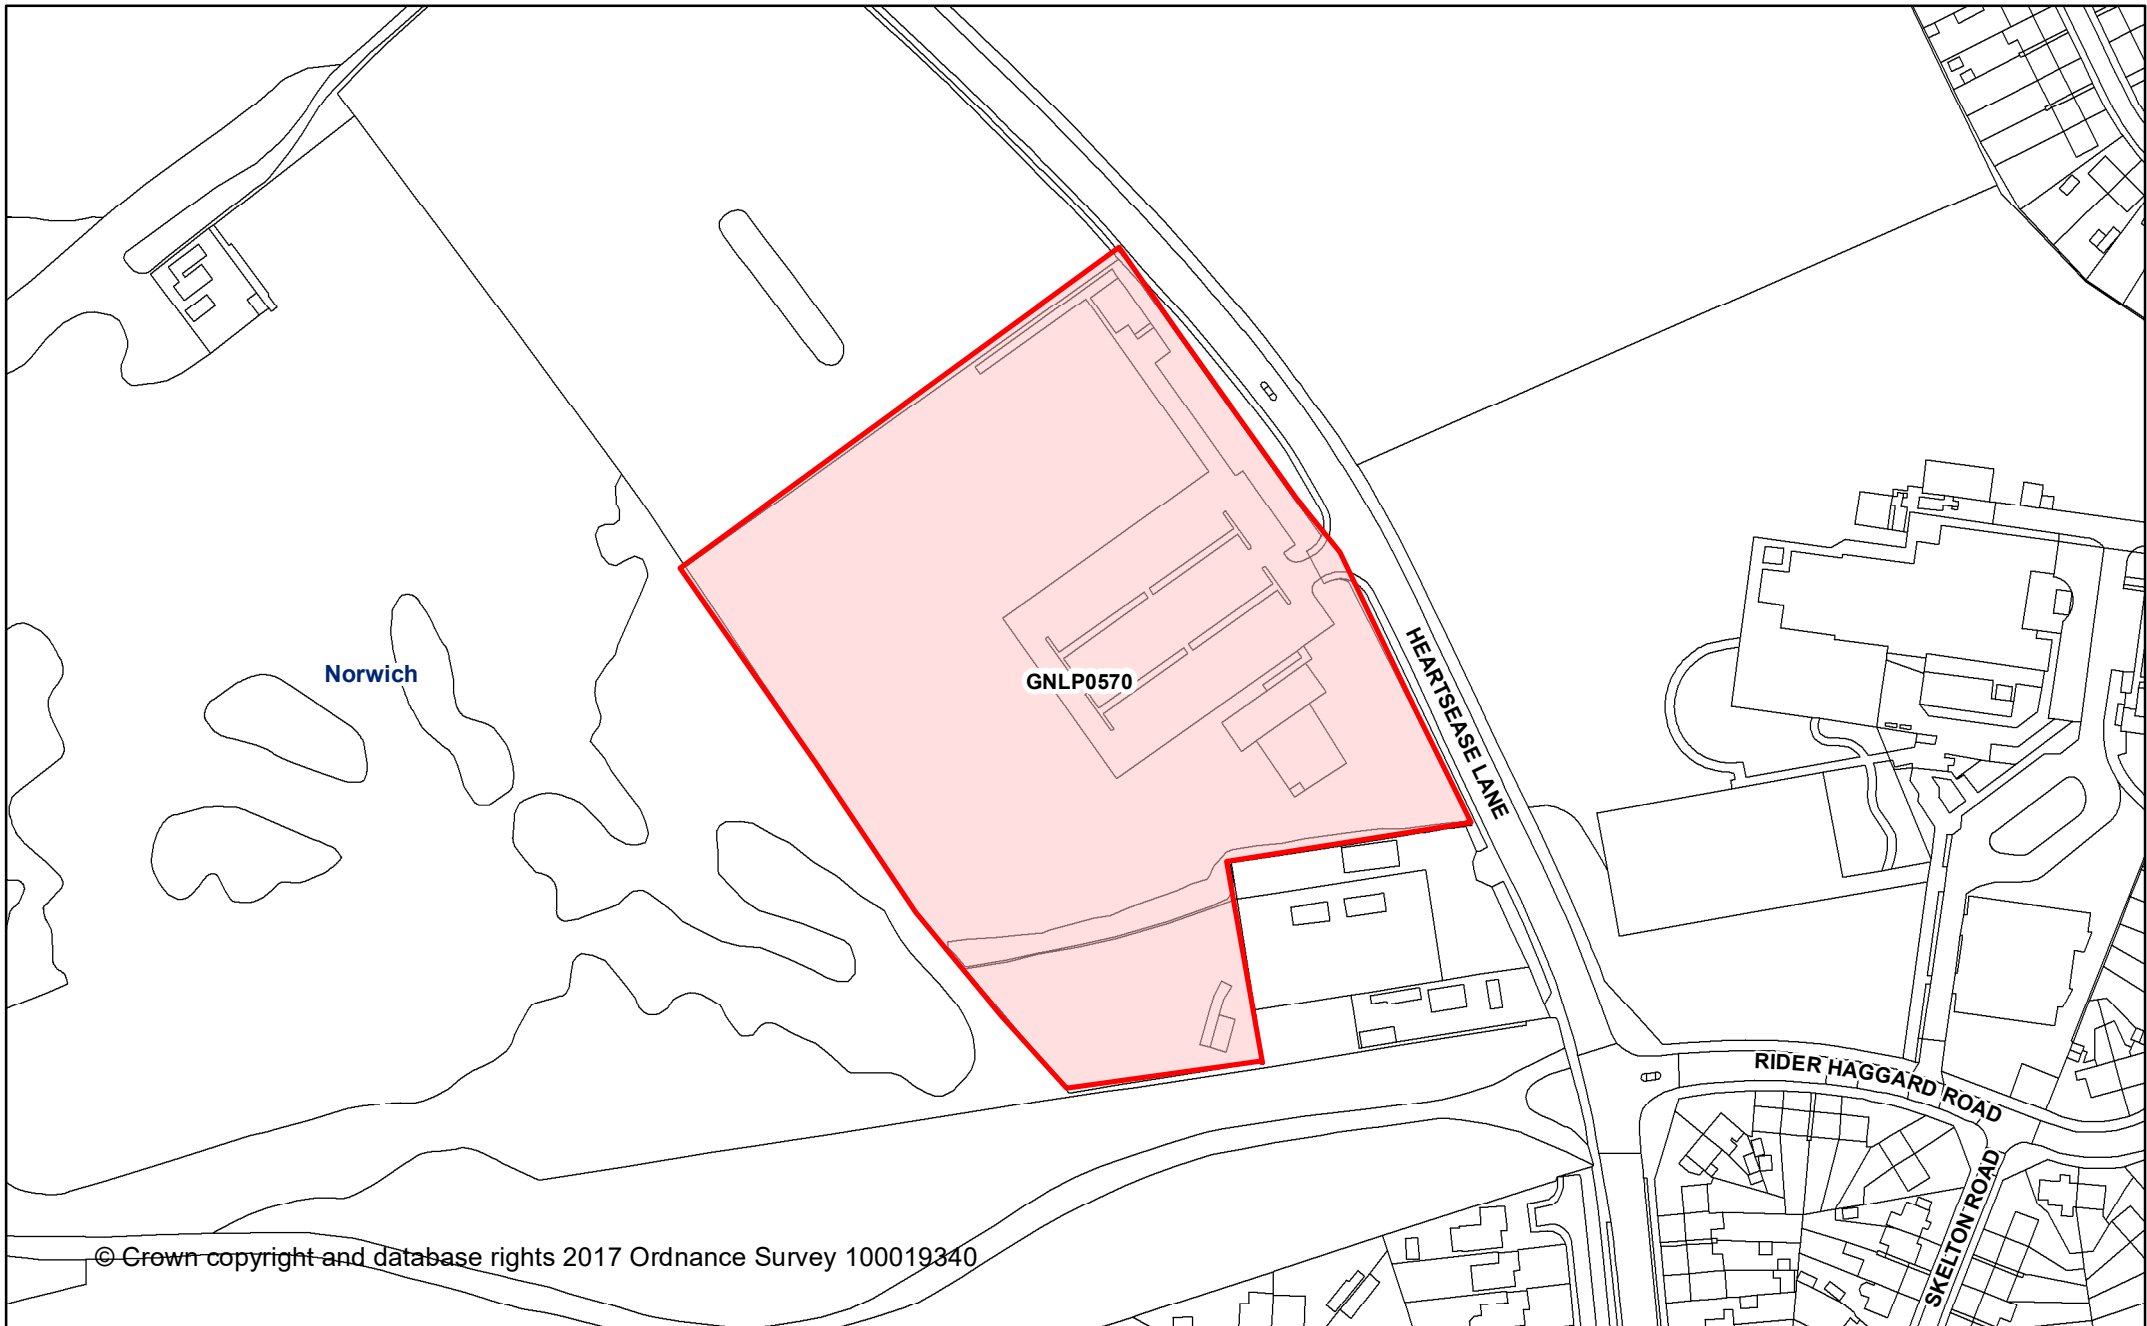 Norwich
GNLP0570
HEARTSEASE LANE
RIDER HAGGARD ROAD
SKELTON ROAD
© Crown copyright and database rights 2017 Ordnance Survey 100019340